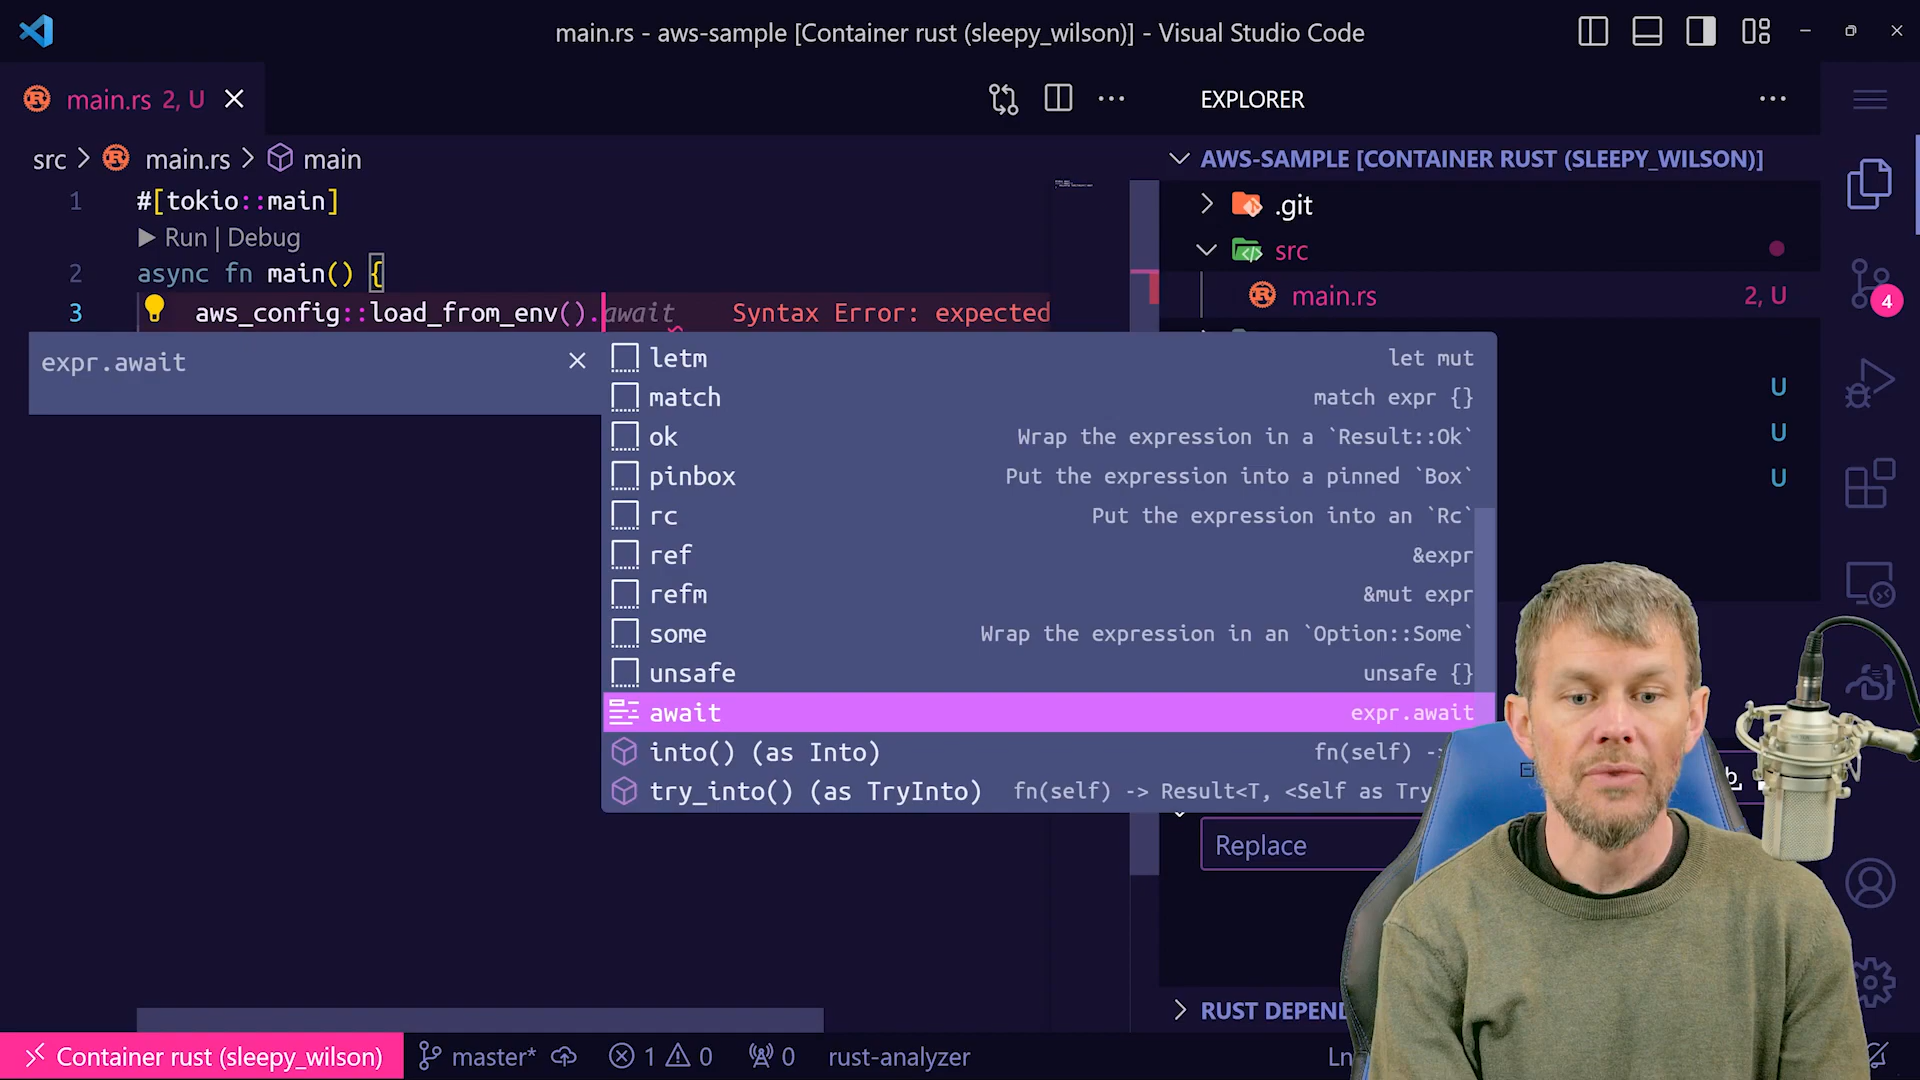 main.rs - aws-sample [Container rust (sleepy_wilson)] - Visual Studio Code
main.rs 2, U
EXPLORER
src > main.rs > main
AWS-SAMPLE [CONTAINER RUST (SLEEPY_WILSON)]
1 #[tokio::main]
.git
Run | Debug
src
2 async fn main() {
main.rs 2, U
3 aws_config::load_from_env().await Syntax Error: expected
4
expr.await
letm let mut
match match expr {}
U
ok Wrap the expression in a `Result::Ok`
U
pinbox Put the expression into a pinned `Box`
U
rc Put the expression into an `Rc`
ref &expr
refm &mut expr
some Wrap the expression in an `Option::Some`
unsafe unsafe {}
await expr.await
into() (as Into) fn(self) -
try_into() (as TryInto) fn(self) -> Result<T, <Self as Try
Replace
RUST DEPEN
Container rust (sleepy_wilson) master* 1 0 0 rust-analyzer Ln